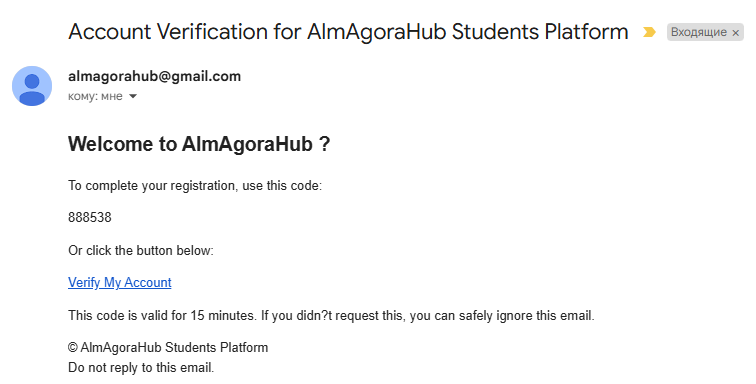 Account Verification for AlmAgoraHub Students Platform Входящие ×
almagorahub@gmail.com
кому: мне
Welcome to AlmAgoraHub ?
To complete your registration, use this code:
888538
Or click the button below:
Verify My Account
This code is valid for 15 minutes. If you didn?t request this, you can safely ignore this email.
© AlmAgoraHub Students Platform
Do not reply to this email.